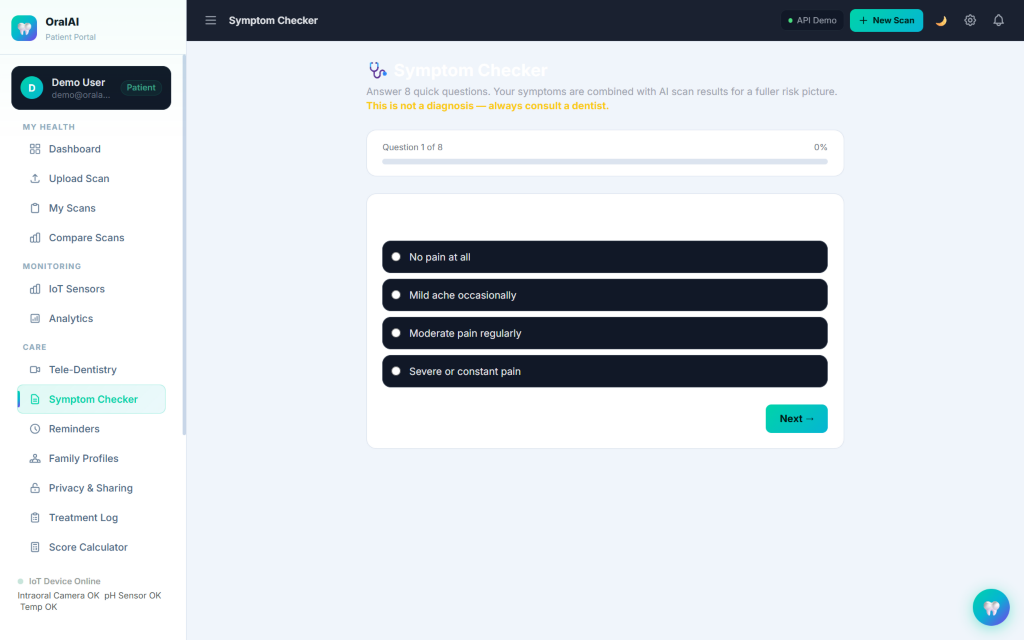 OralAI
Patient Portal
Demo User
demo@orala...
Patient
MY HEALTH
Dashboard
Upload Scan
My Scans
Compare Scans
MONITORING
IoT Sensors
Analytics
CARE
Tele-Dentistry
Symptom Checker
Reminders
Family Profiles
Privacy & Sharing
Treatment Log
Score Calculator
IoT Device Online
Intraoral Camera OK pH Sensor OK
Temp OK
Symptom Checker
API Demo
+ New Scan
Symptom Checker
Answer 8 quick questions. Your symptoms are combined with AI scan results for a fuller risk picture.
This is not a diagnosis — always consult a dentist.
Question 1 of 8
0%
No pain at all
Mild ache occasionally
Moderate pain regularly
Severe or constant pain
Next →
D